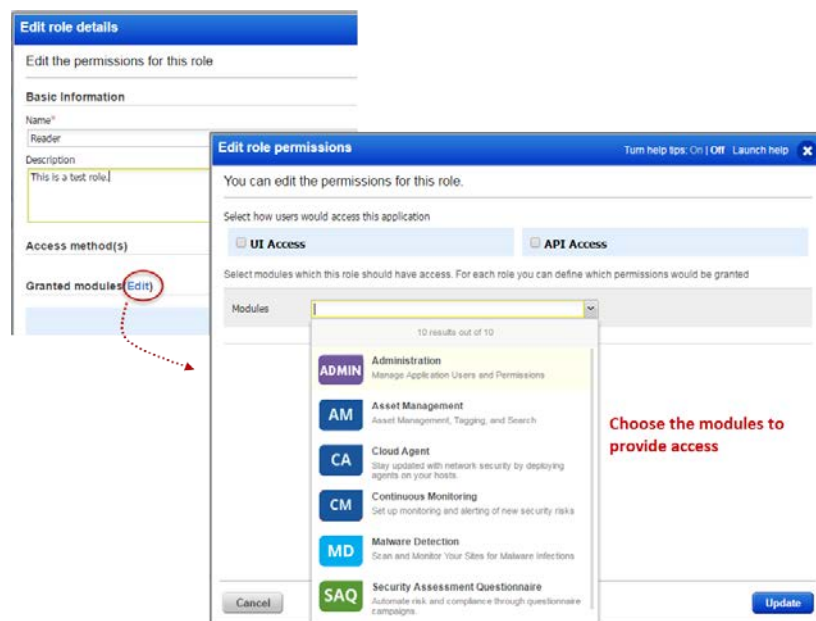 Edit role details
Edit the permissions for this role
Basic Information
Name*
Reader
Description
This is a test role.
Access method(s)
Granted modules(Edit)
Edit role permissions
Turn help tips: On | Off Launch help
You can edit the permissions for this role.
Select how users would access this application
UI Access
API Access
Select modules which this role should have access. For each role you can define which permissions would be granted
Modules
10 results out of 10
ADMIN
Administration
Manage Application Users and Permissions
AM
Asset Management
Asset Management, Tagging, and Search
CA
Cloud Agent
Stay updated with network security by deploying
agents on your hosts.
CM
Continuous Monitoring
Set up monitoring and alerting of new security risks
MD
Malware Detection
Scan and Monitor Your Sites for Malware Infections
SAQ
Security Assessment Questionnaire
Automate risk and compliance through questionnaire
campaigns.
Choose the modules to
provide access
Cancel
Update